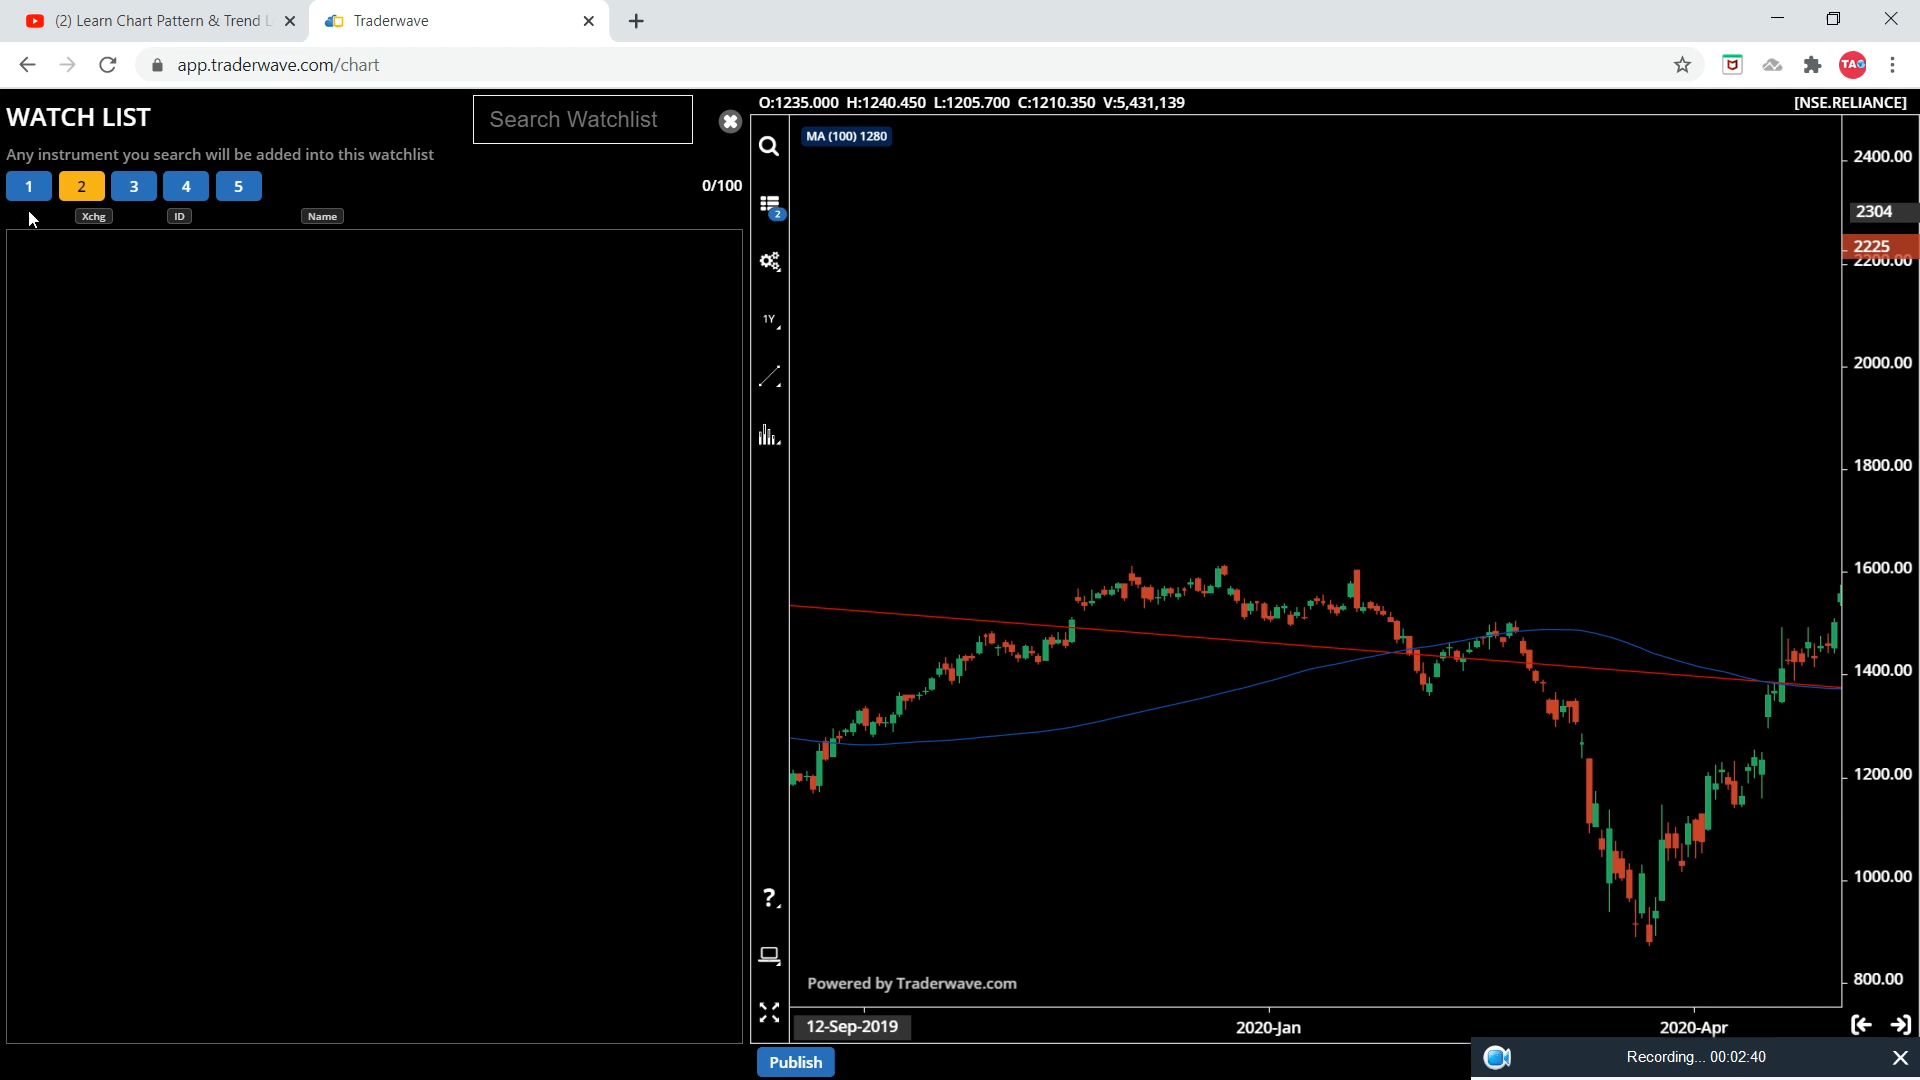 (2) Learn Chart Pattern & Trend L
Traderwave
app.traderwave.com/chart
TAG
WATCH LIST
Search Watchlist
Any instrument you search will be added into this watchlist
1 2 3 4 5
0/100
Xchg ID Name
O:1235.000 H:1240.450 L:1205.700 C:1210.350 V:5,431,139
[NSE.RELIANCE]
MA (100) 1280
2
1Y
?
2400.00
2304
2225
2200.00
2000.00
1800.00
1600.00
1400.00
1200.00
1000.00
800.00
Powered by Traderwave.com
12-Sep-2019
2020-Jan
2020-Apr
Publish
Recording... 00:02:40